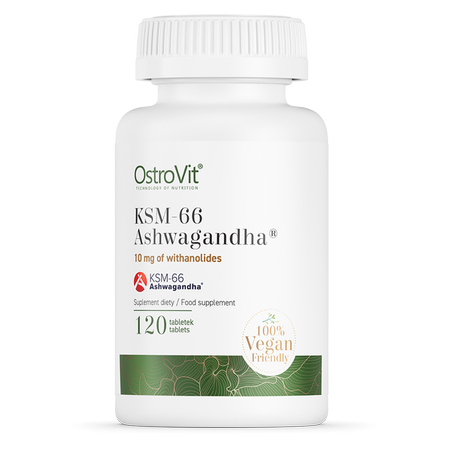 OstroVit®
TECHNOLOGY OF NUTRITION
KSM-66
Ashwagandha®
10 mg of withanolides
KSM-66
Ashwagandha®
Suplement diety / Food supplement
120 tabletek
tablets
100%
Vegan
Friendly